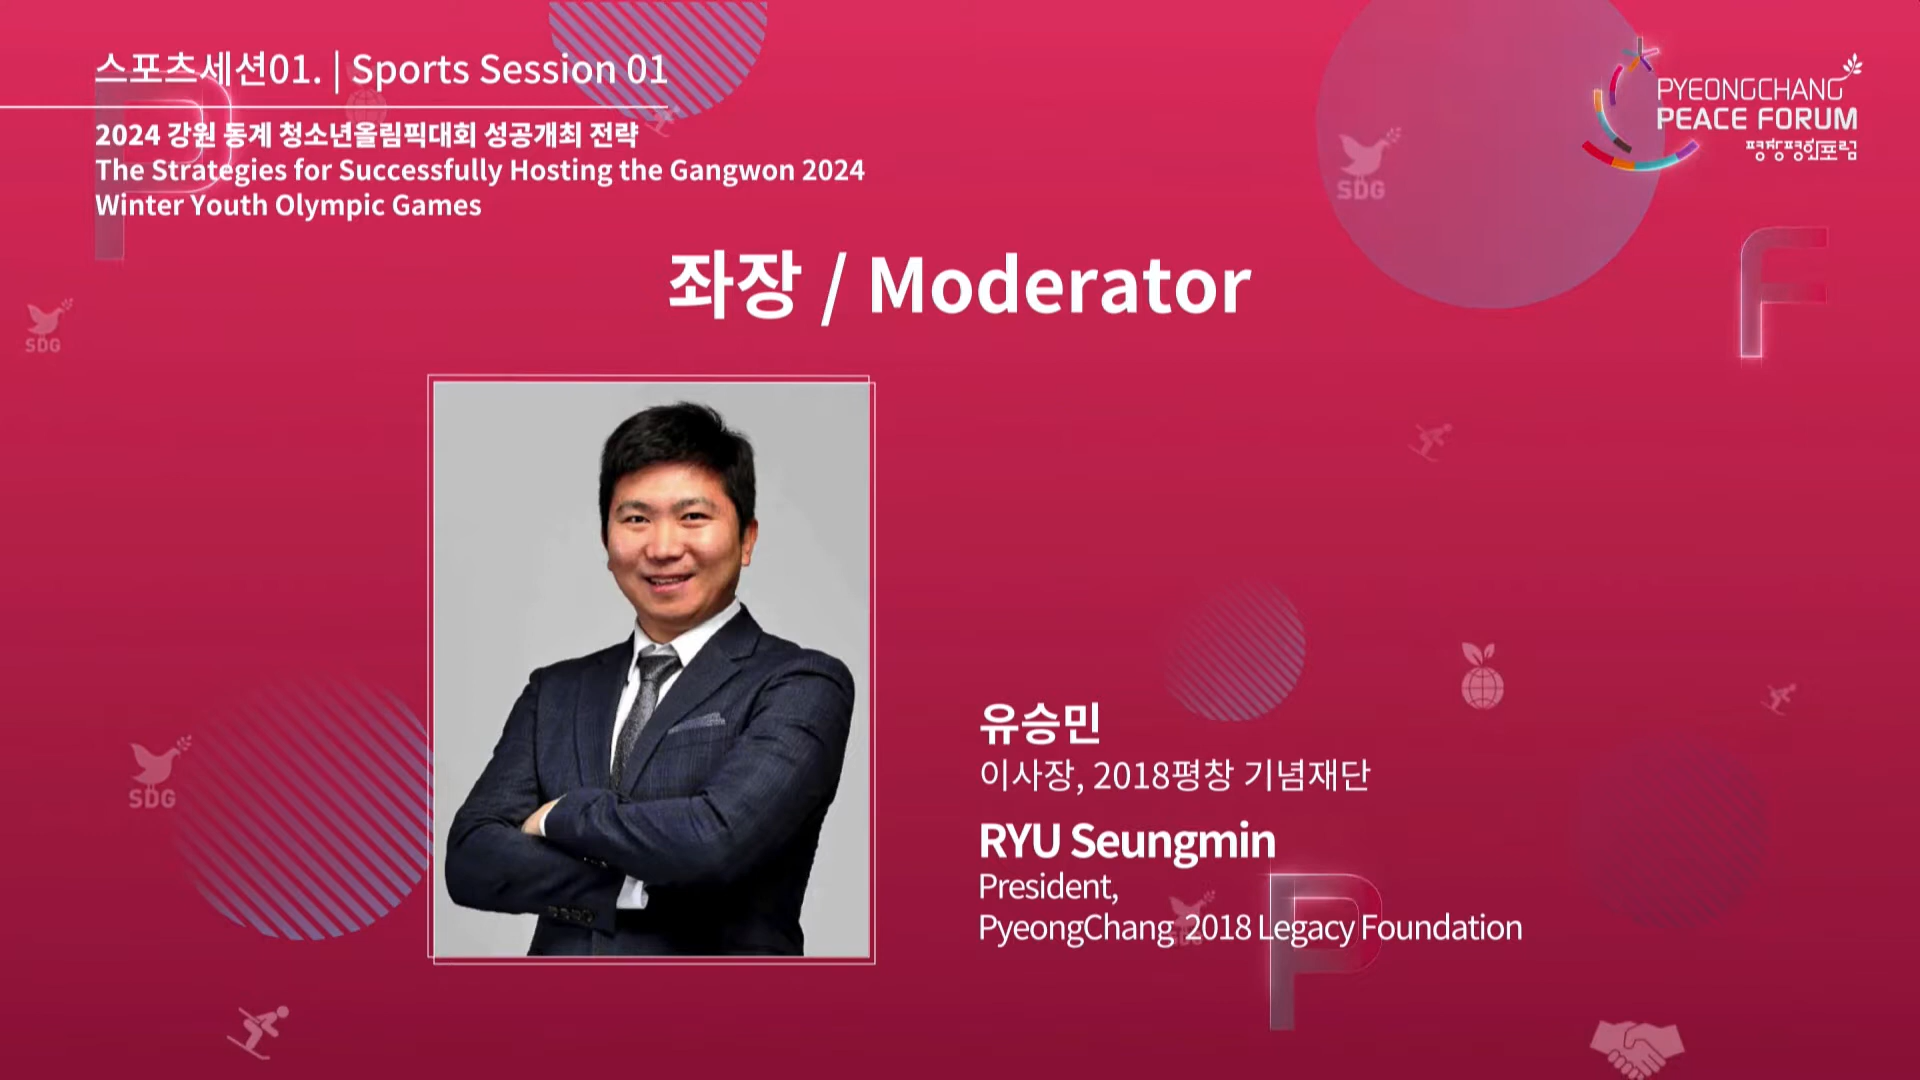 스포츠세션01. | Sports Session 01
2024 강원 동계 청소년올림픽대회 성공개최 전략
The Strategies for Successfully Hosting the Gangwon 2024
Winter Youth Olympic Games
PYEONGCHANG
PEACE FORUM
평창평화포럼
좌장 / Moderator
P
F
SDG
SDG
SDG
유승민
이사장, 2018평창 기념재단
RYU Seungmin
President,
PyeongChang 2018 Legacy Foundation
SDG
P